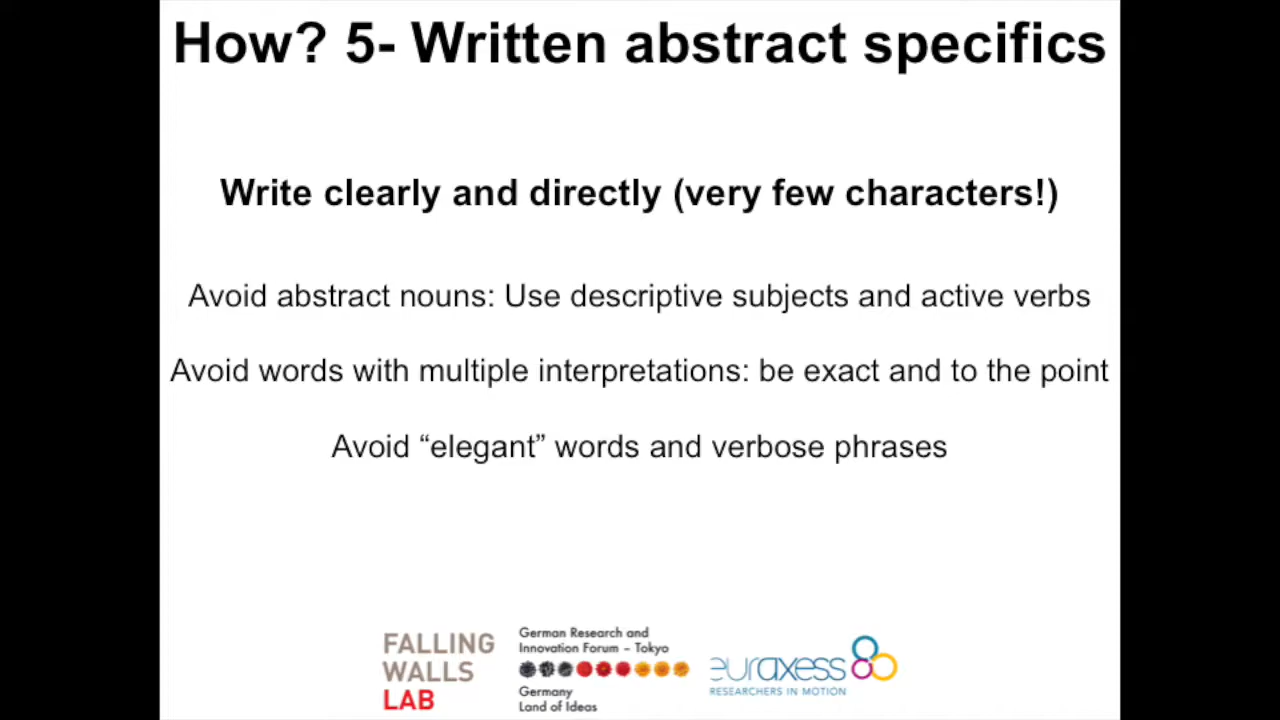 How? 5- Written abstract specifics
Write clearly and directly (very few characters!)
Avoid abstract nouns: Use descriptive subjects and active verbs
Avoid words with multiple interpretations: be exact and to the point
Avoid “elegant” words and verbose phrases
FALLING
WALLS
LAB
German Research and
Innovation Forum – Tokyo
Germany
Land of Ideas
euraxess
RESEARCHERS IN MOTION